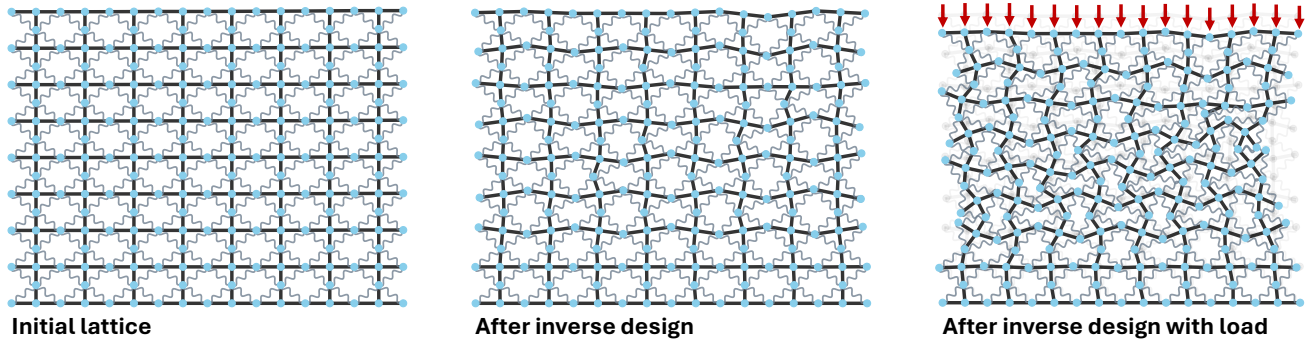 Initial lattice
After inverse design
After inverse design with load